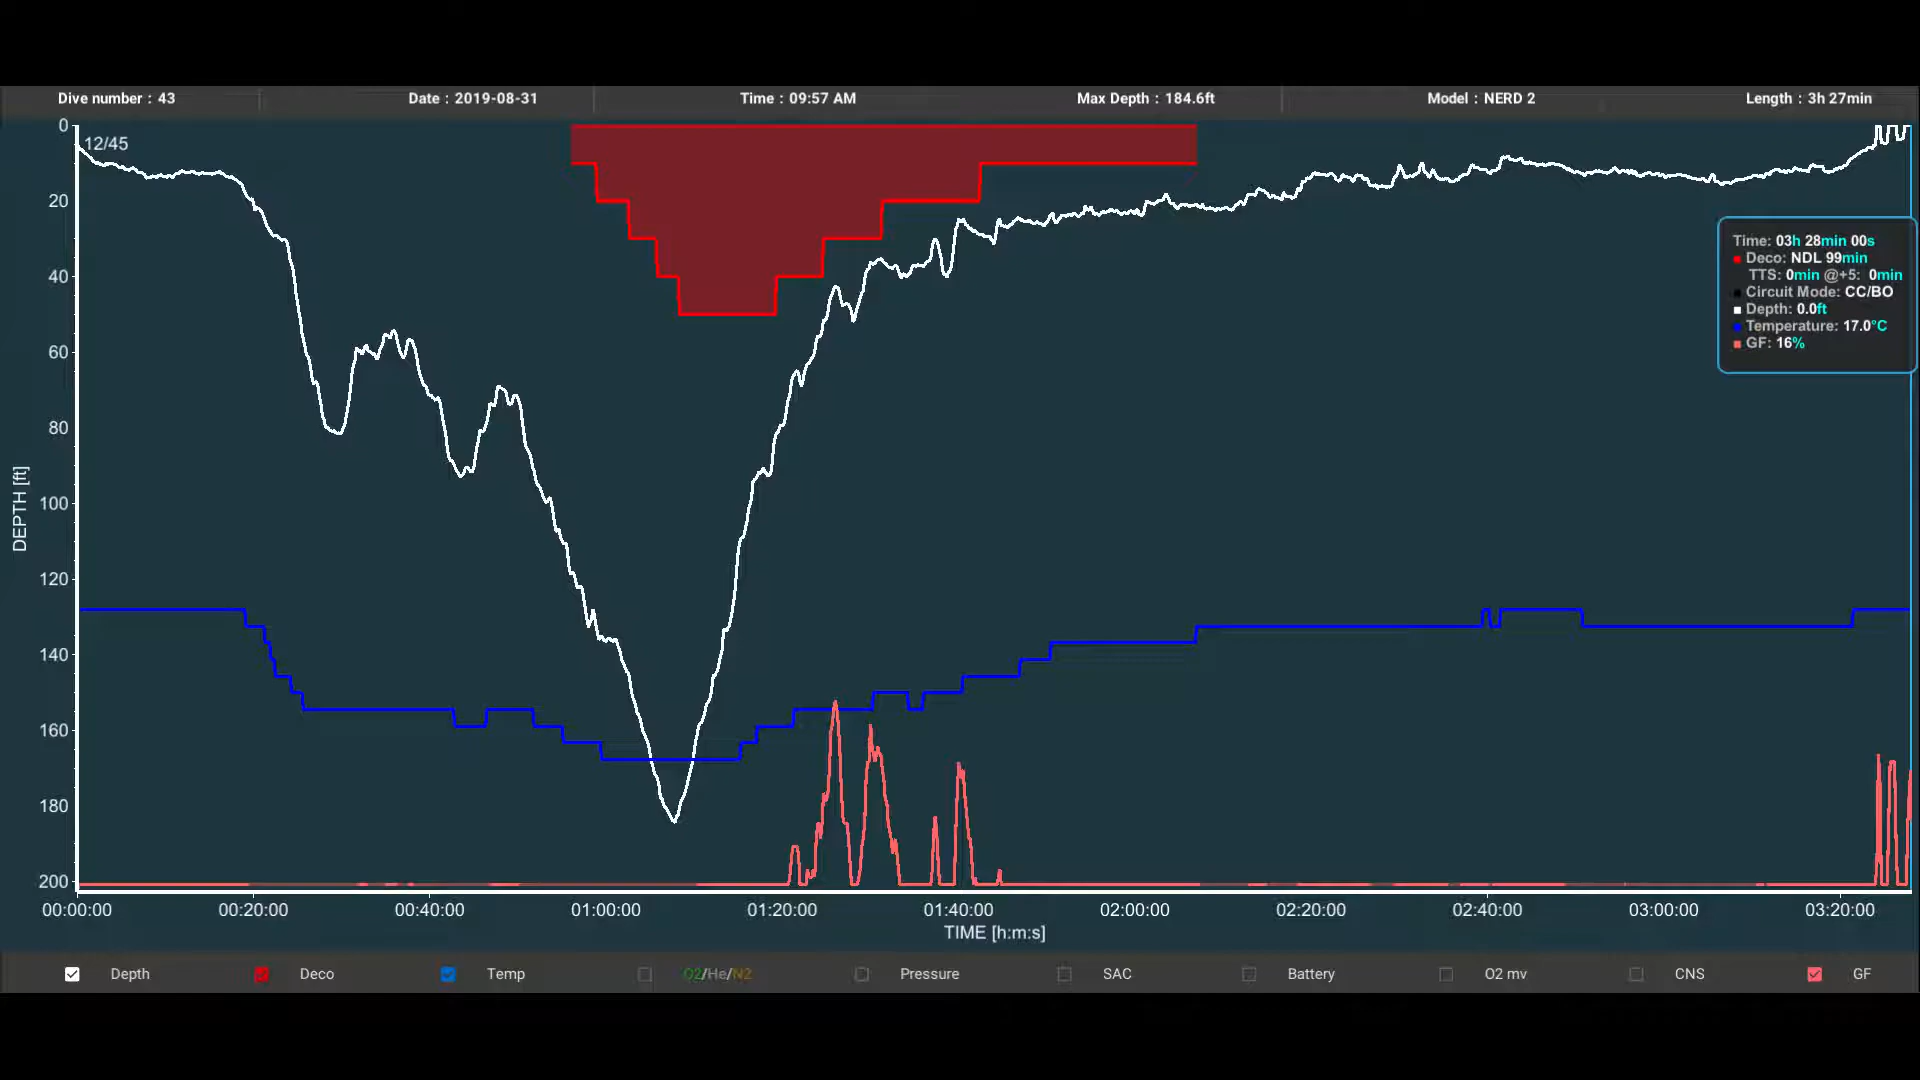 Dive number : 43 Date : 2019-08-31 Time : 09:57 AM Max Depth : 184.6ft Model : NERD 2 Length : 3h 27min
0
12/45
20
40
60
80
100
120
140
160
180
200
DEPTH [ft]
Time: 03h 28min 00s
Deco: NDL 99min
TTS: 0min @+5: 0min
Circuit Mode: CC/BO
Depth: 0.0ft
Temperature: 17.0°C
GF: 16%
00:00:00 00:20:00 00:40:00 01:00:00 01:20:00 01:40:00 02:00:00 02:20:00 02:40:00 03:00:00 03:20:00
TIME [h:m:s]
Depth Deco Temp O2/He/N2 Pressure SAC Battery O2 mv CNS GF